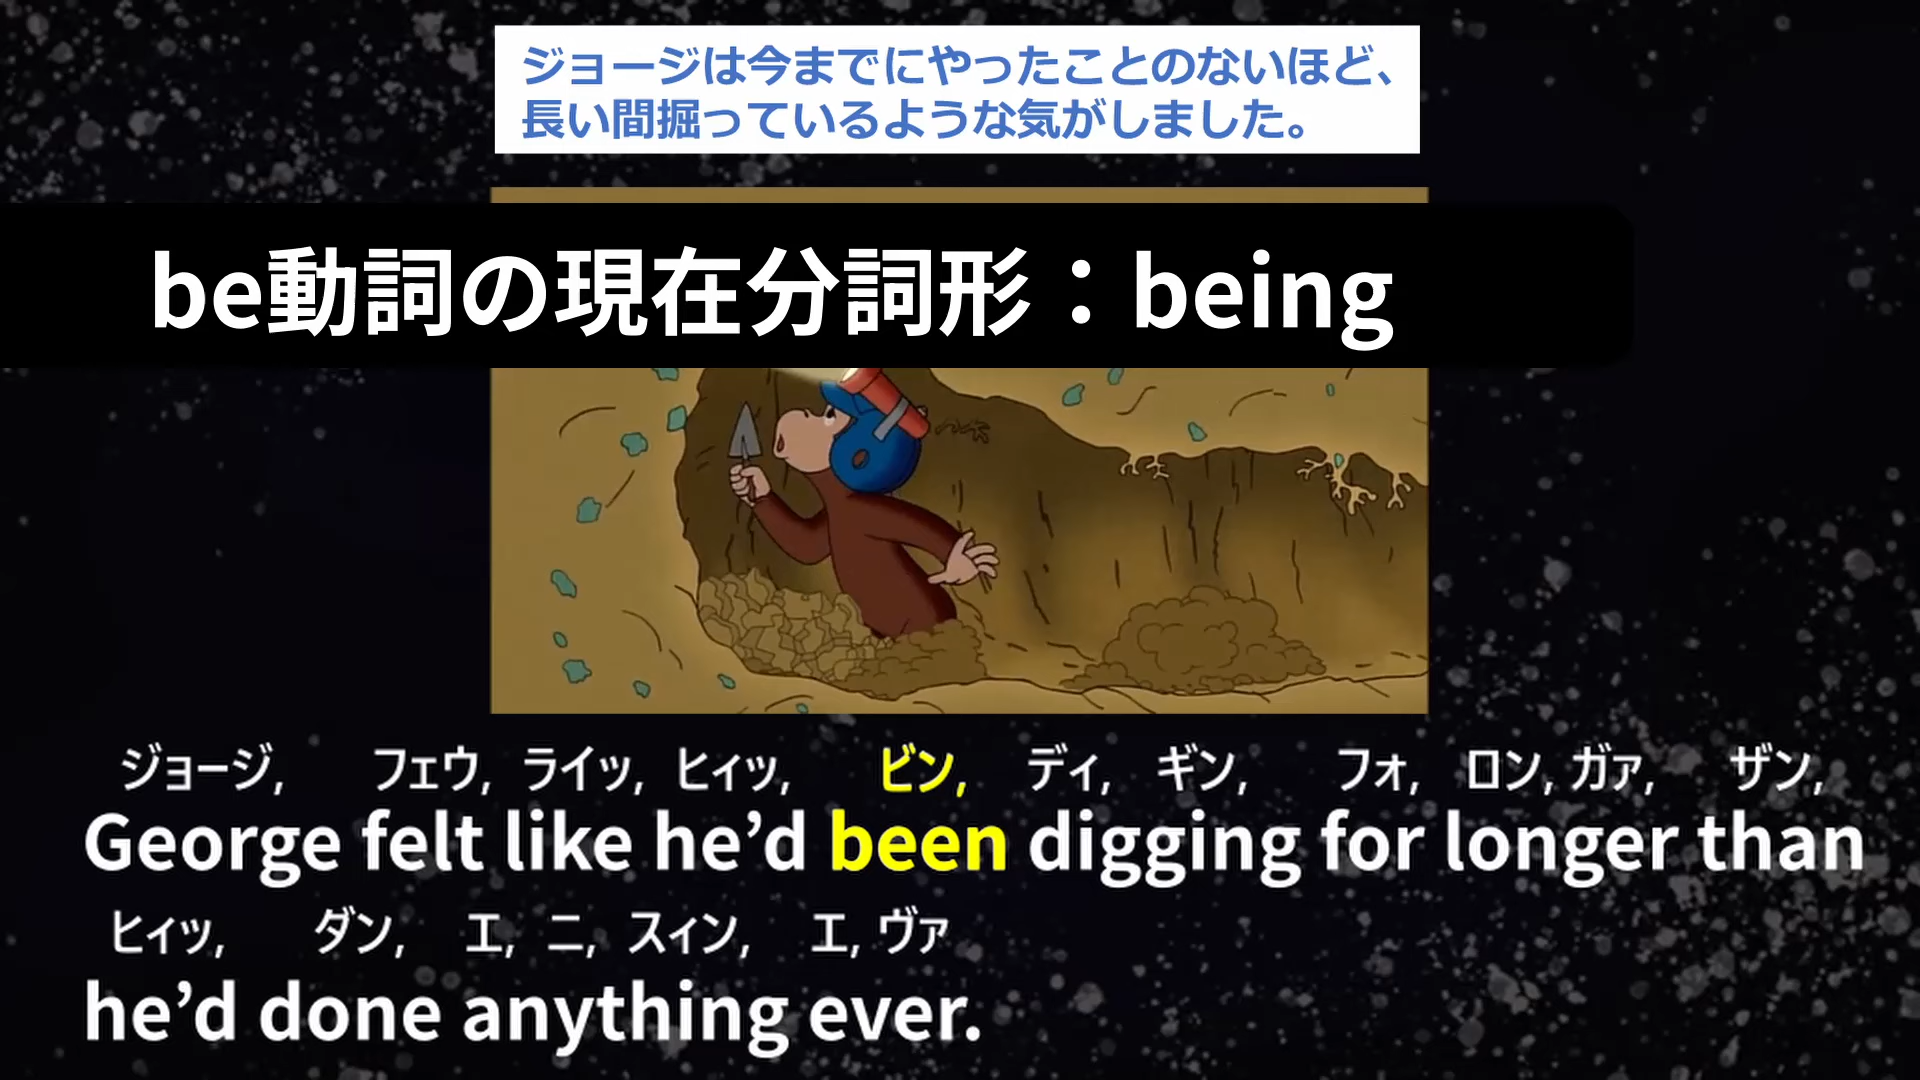 ジョージは今までにやったことのないほど、
長い間掘っているような気がしました。
be動詞の現在分詞形：being
ジョージ, フェウ, ライッ, ヒィッ, ビン, ディ, ギン, フォ, ロン, ガァ, ザン,
George felt like he’d been digging for longer than
ヒィッ, ダン, エ, ニ, スィン, エ, ヴァ
he’d done anything ever.